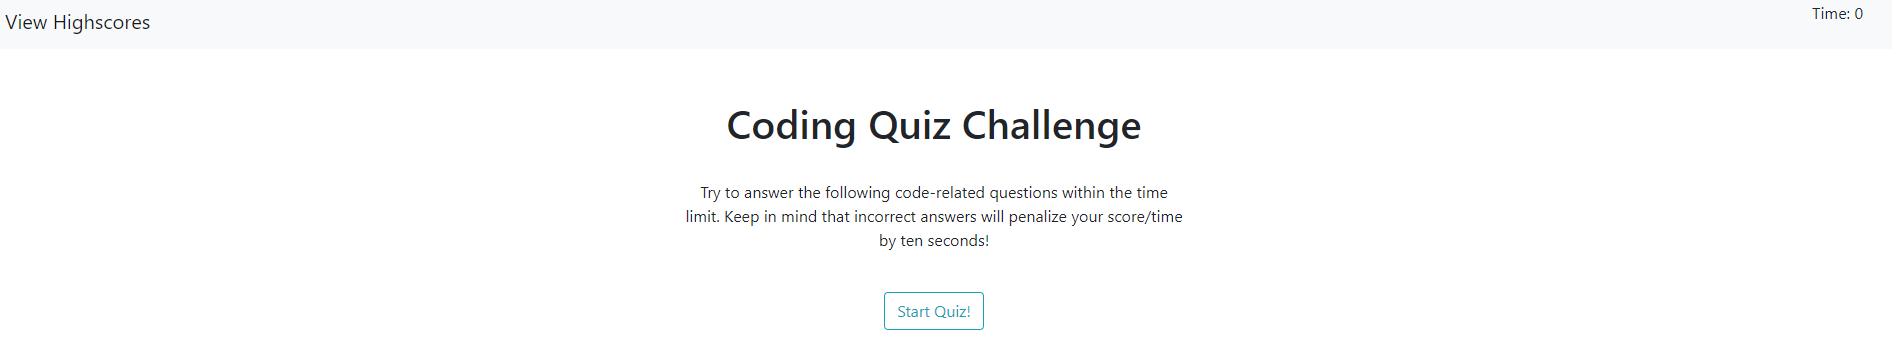 View Highscores
Time: 0
Coding Quiz Challenge
Try to answer the following code-related questions within the time
limit. Keep in mind that incorrect answers will penalize your score/time
by ten seconds!
Start Quiz!